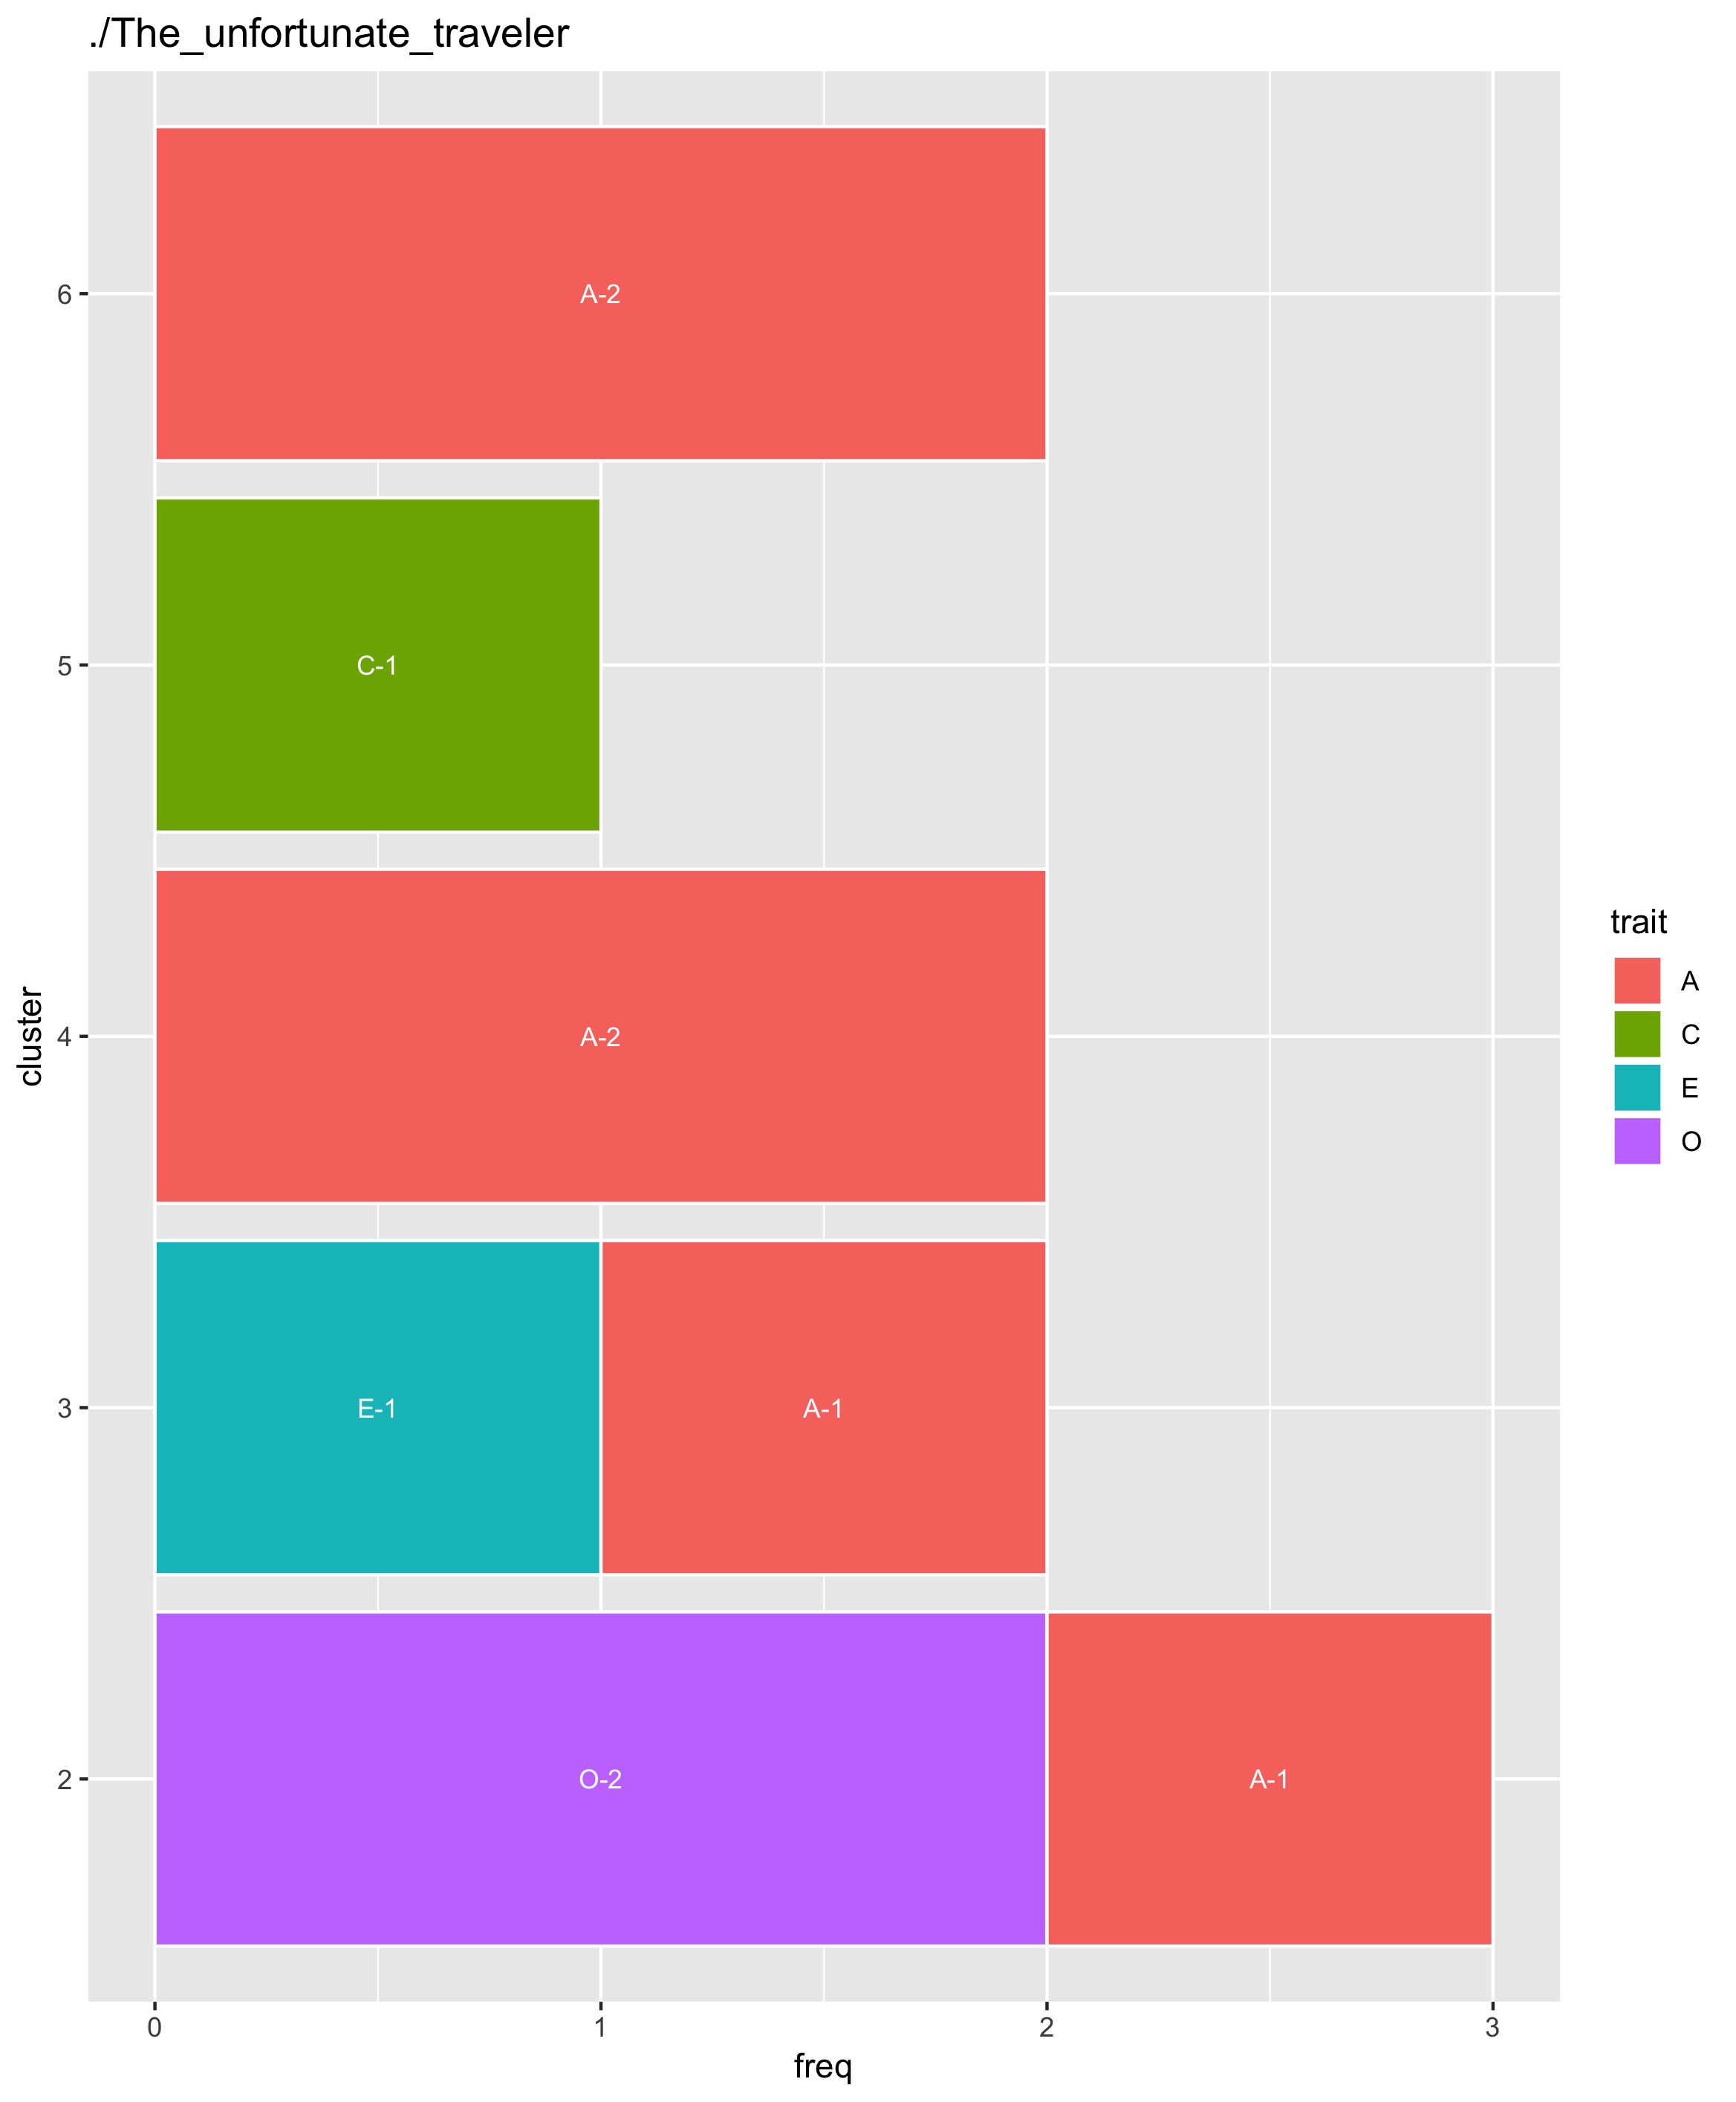 ./The_unfortunate_traveler
6
A-2
5
C-1
4
A-2
3
E-1
A-1
2
O-2
A-1
0
1
2
3
freq
cluster
trait
A
C
E
O